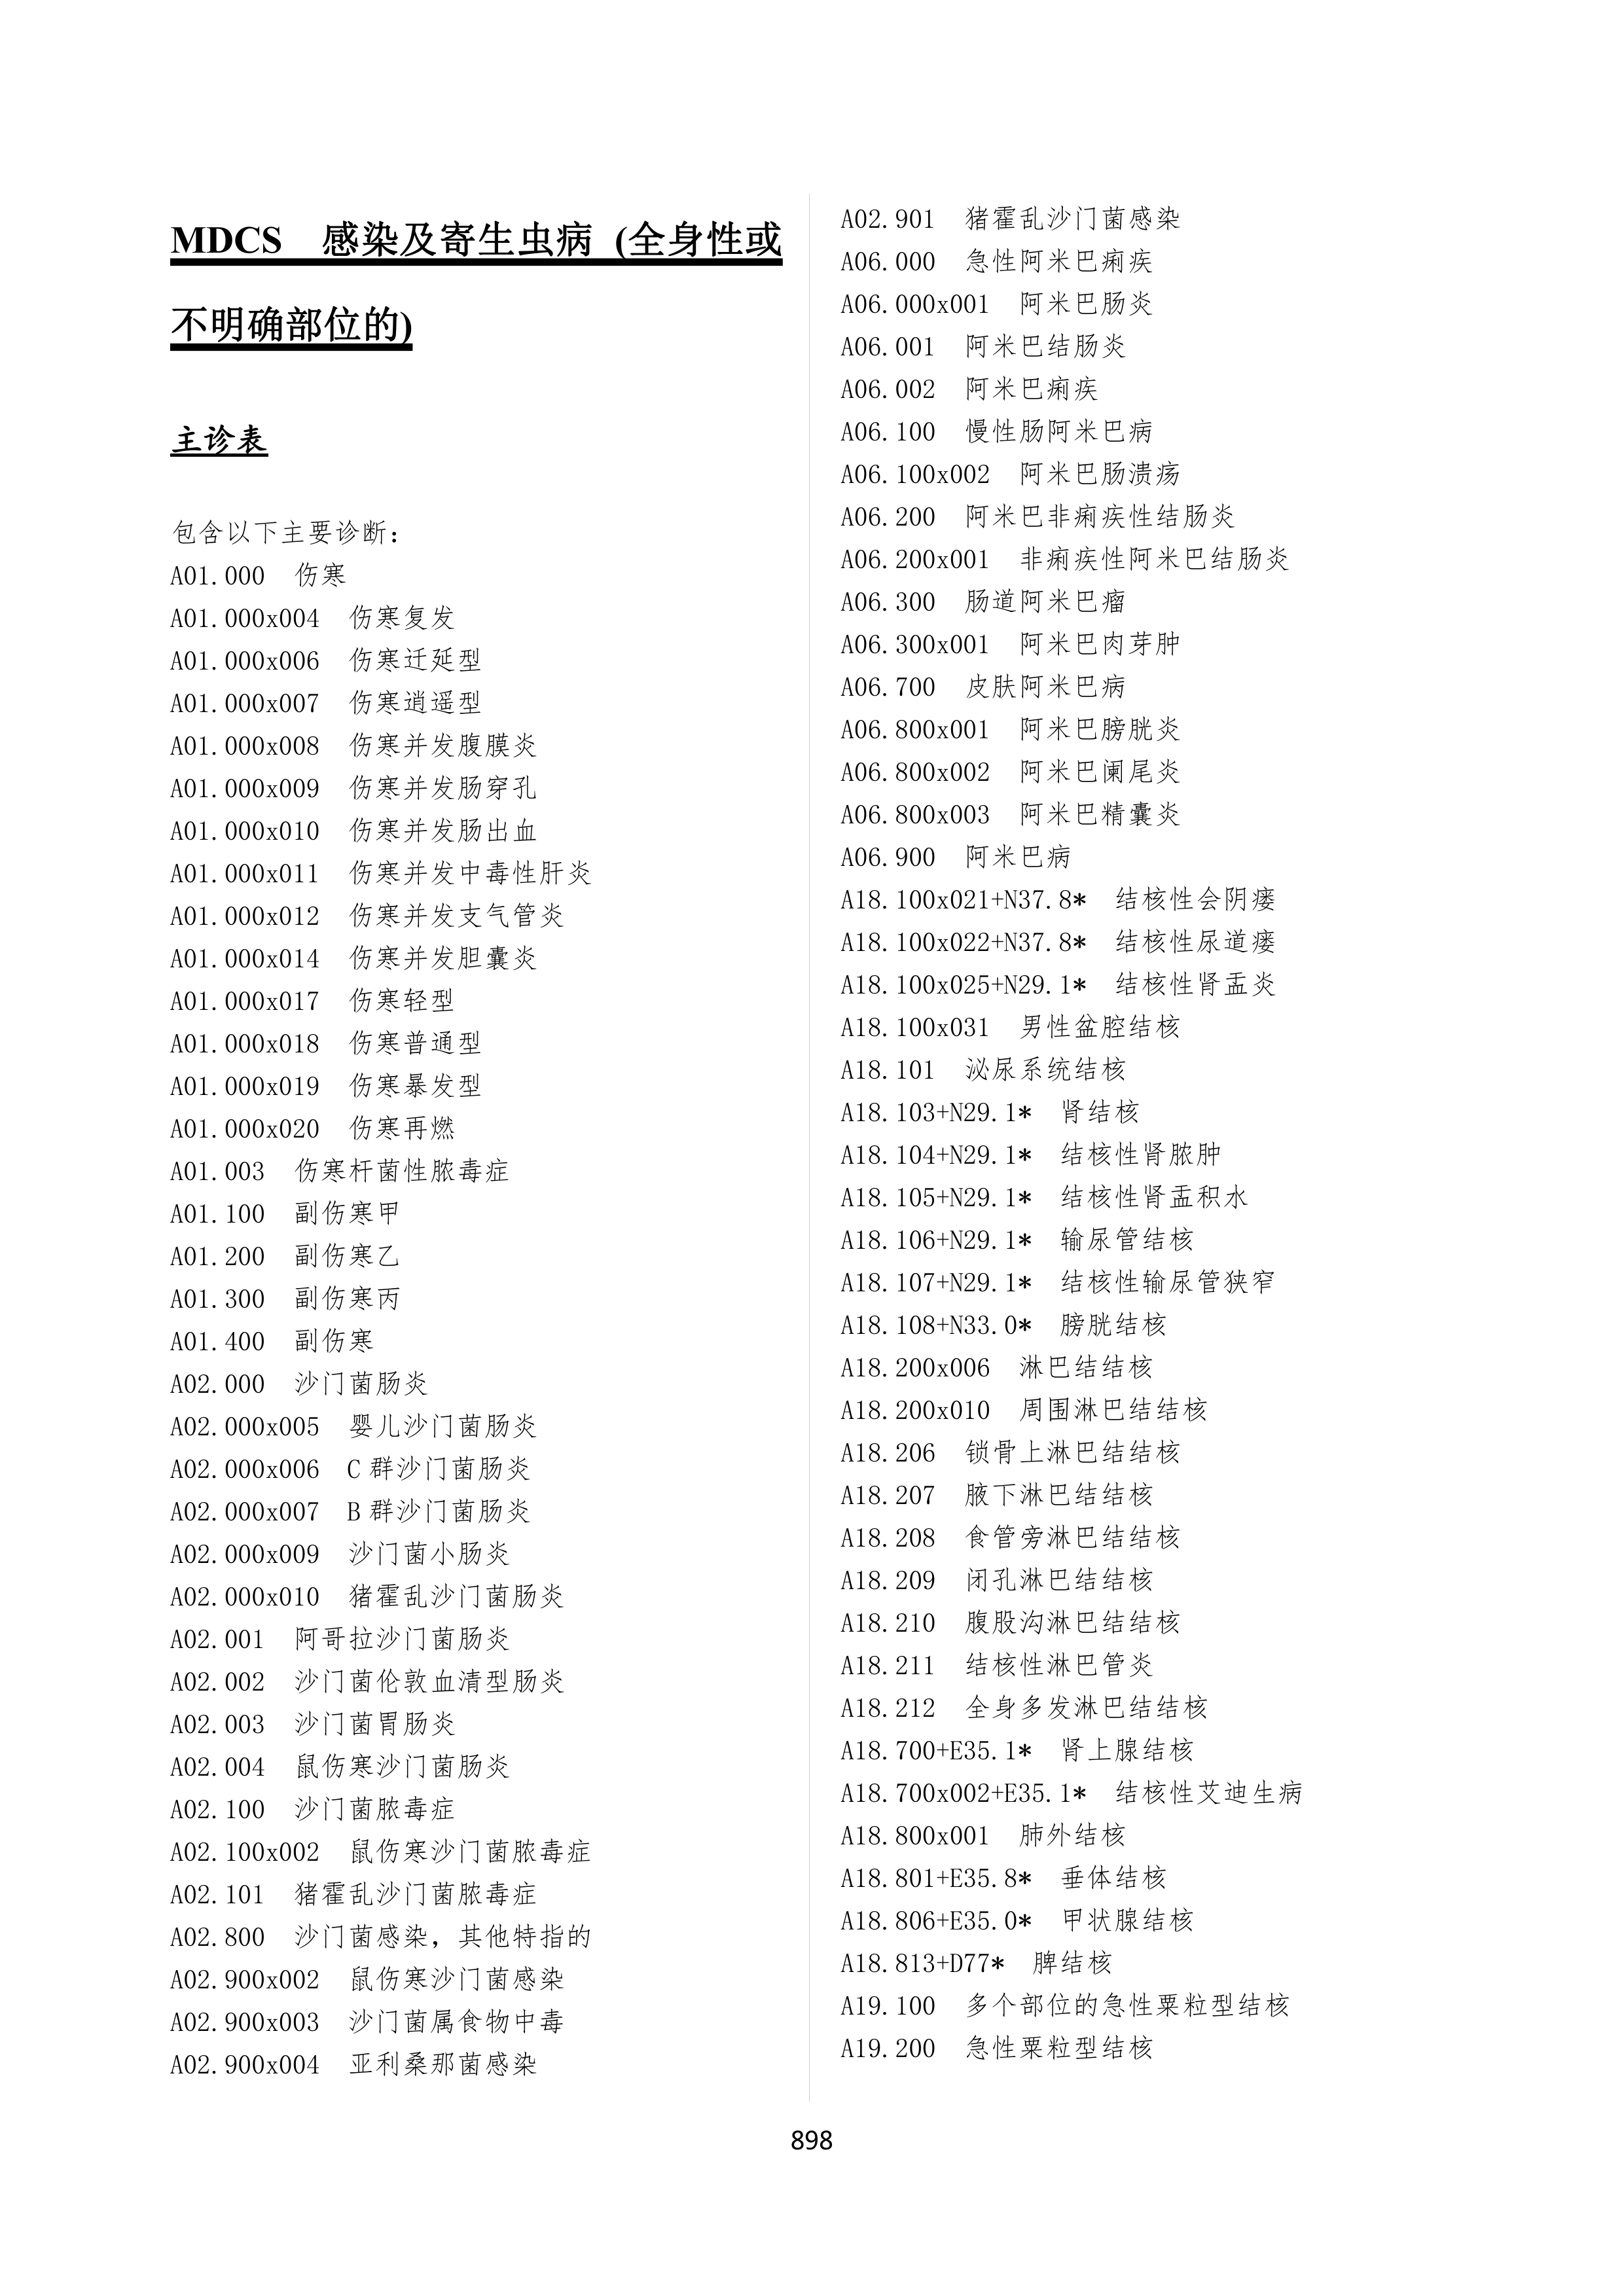 MDCS　感染及寄生虫病 (全身性或
不明确部位的)
主诊表
包含以下主要诊断：
A01.000　伤寒
A01.000x004　伤寒复发
A01.000x006　伤寒迁延型
A01.000x007　伤寒逍遥型
A01.000x008　伤寒并发腹膜炎
A01.000x009　伤寒并发肠穿孔
A01.000x010　伤寒并发肠出血
A01.000x011　伤寒并发中毒性肝炎
A01.000x012　伤寒并发支气管炎
A01.000x014　伤寒并发胆囊炎
A01.000x017　伤寒轻型
A01.000x018　伤寒普通型
A01.000x019　伤寒暴发型
A01.000x020　伤寒再燃
A01.003　伤寒杆菌性脓毒症
A01.100　副伤寒甲
A01.200　副伤寒乙
A01.300　副伤寒丙
A01.400　副伤寒
A02.000　沙门菌肠炎
A02.000x005　婴儿沙门菌肠炎
A02.000x006　C 群沙门菌肠炎
A02.000x007　B 群沙门菌肠炎
A02.000x009　沙门菌小肠炎
A02.000x010　猪霍乱沙门菌肠炎
A02.001　阿哥拉沙门菌肠炎
A02.002　沙门菌伦敦血清型肠炎
A02.003　沙门菌胃肠炎
A02.004　鼠伤寒沙门菌肠炎
A02.100　沙门菌脓毒症
A02.100x002　鼠伤寒沙门菌脓毒症
A02.101　猪霍乱沙门菌脓毒症
A02.800　沙门菌感染，其他特指的
A02.900x002　鼠伤寒沙门菌感染
A02.900x003　沙门菌属食物中毒
A02.900x004　亚利桑那菌感染
A02.901　猪霍乱沙门菌感染
A06.000　急性阿米巴痢疾
A06.000x001　阿米巴肠炎
A06.001　阿米巴结肠炎
A06.002　阿米巴痢疾
A06.100　慢性肠阿米巴病
A06.100x002　阿米巴肠溃疡
A06.200　阿米巴非痢疾性结肠炎
A06.200x001　非痢疾性阿米巴结肠炎
A06.300　肠道阿米巴瘤
A06.300x001　阿米巴肉芽肿
A06.700　皮肤阿米巴病
A06.800x001　阿米巴膀胱炎
A06.800x002　阿米巴阑尾炎
A06.800x003　阿米巴精囊炎
A06.900　阿米巴病
A18.100x021+N37.8*　结核性会阴瘘
A18.100x022+N37.8*　结核性尿道瘘
A18.100x025+N29.1*　结核性肾盂炎
A18.100x031　男性盆腔结核
A18.101　泌尿系统结核
A18.103+N29.1*　肾结核
A18.104+N29.1*　结核性肾脓肿
A18.105+N29.1*　结核性肾盂积水
A18.106+N29.1*　输尿管结核
A18.107+N29.1*　结核性输尿管狭窄
A18.108+N33.0*　膀胱结核
A18.200x006　淋巴结结核
A18.200x010　周围淋巴结结核
A18.206　锁骨上淋巴结结核
A18.207　腋下淋巴结结核
A18.208　食管旁淋巴结结核
A18.209　闭孔淋巴结结核
A18.210　腹股沟淋巴结结核
A18.211　结核性淋巴管炎
A18.212　全身多发淋巴结结核
A18.700+E35.1*　肾上腺结核
A18.700x002+E35.1*　结核性艾迪生病
A18.800x001　肺外结核
A18.801+E35.8*　垂体结核
A18.806+E35.0*　甲状腺结核
A18.813+D77*　脾结核
A19.100　多个部位的急性粟粒型结核
A19.200　急性粟粒型结核
898